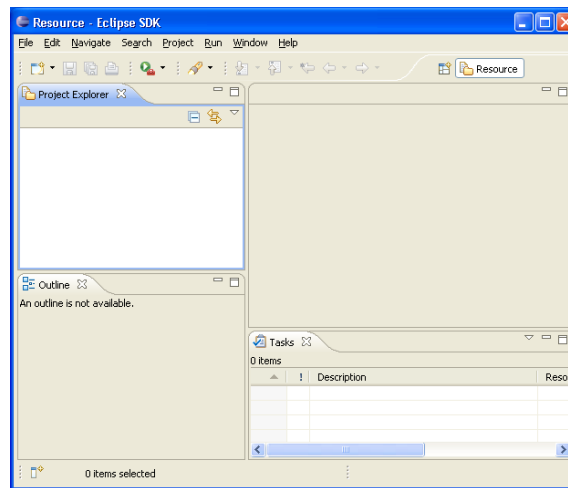 Resource - Eclipse SDK
File Edit Navigate Search Project Run Window Help
Resource
Project Explorer
Outline
An outline is not available.
Tasks
0 items
! Description Reso
0 items selected